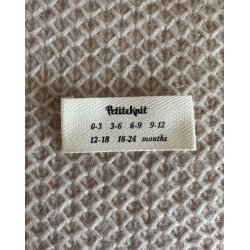 PetiteKnit
0-3 3-6 6-9 9-12
12-18 18-24 months